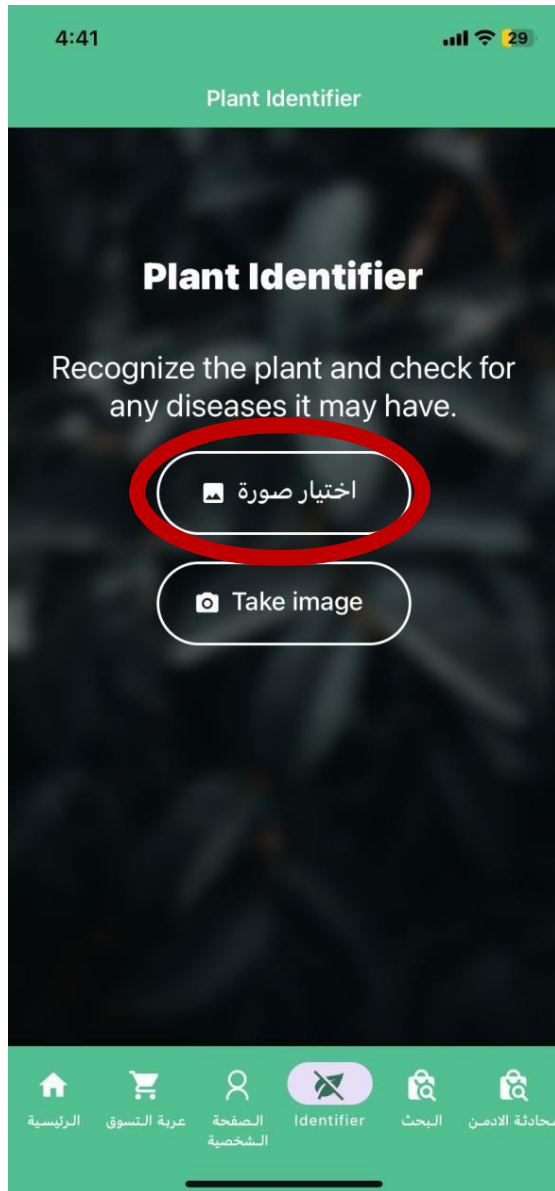 4:41
29
Plant Identifier
Plant Identifier
Recognize the plant and check for
any diseases it may have.
اختيار صورة
Take image
الرئيسية
عربة التسوق
الصفحة
الشخصية
Identifier
البحث
محادثة الادمن